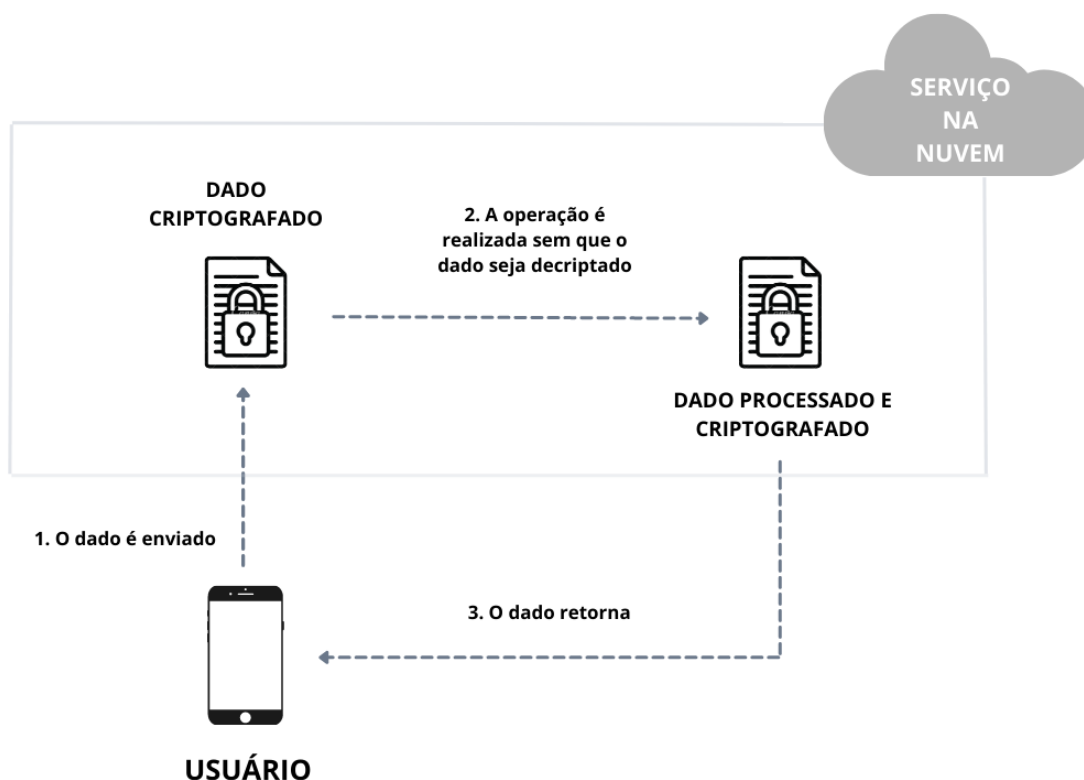 SERVIÇO
NA
NUVEM
DADO
CRIPTOGRAFADO
2. A operação é
realizada sem que o
dado seja decriptado
DADO PROCESSADO E
CRIPTOGRAFADO
1. O dado é enviado
3. O dado retorna
USUÁRIO